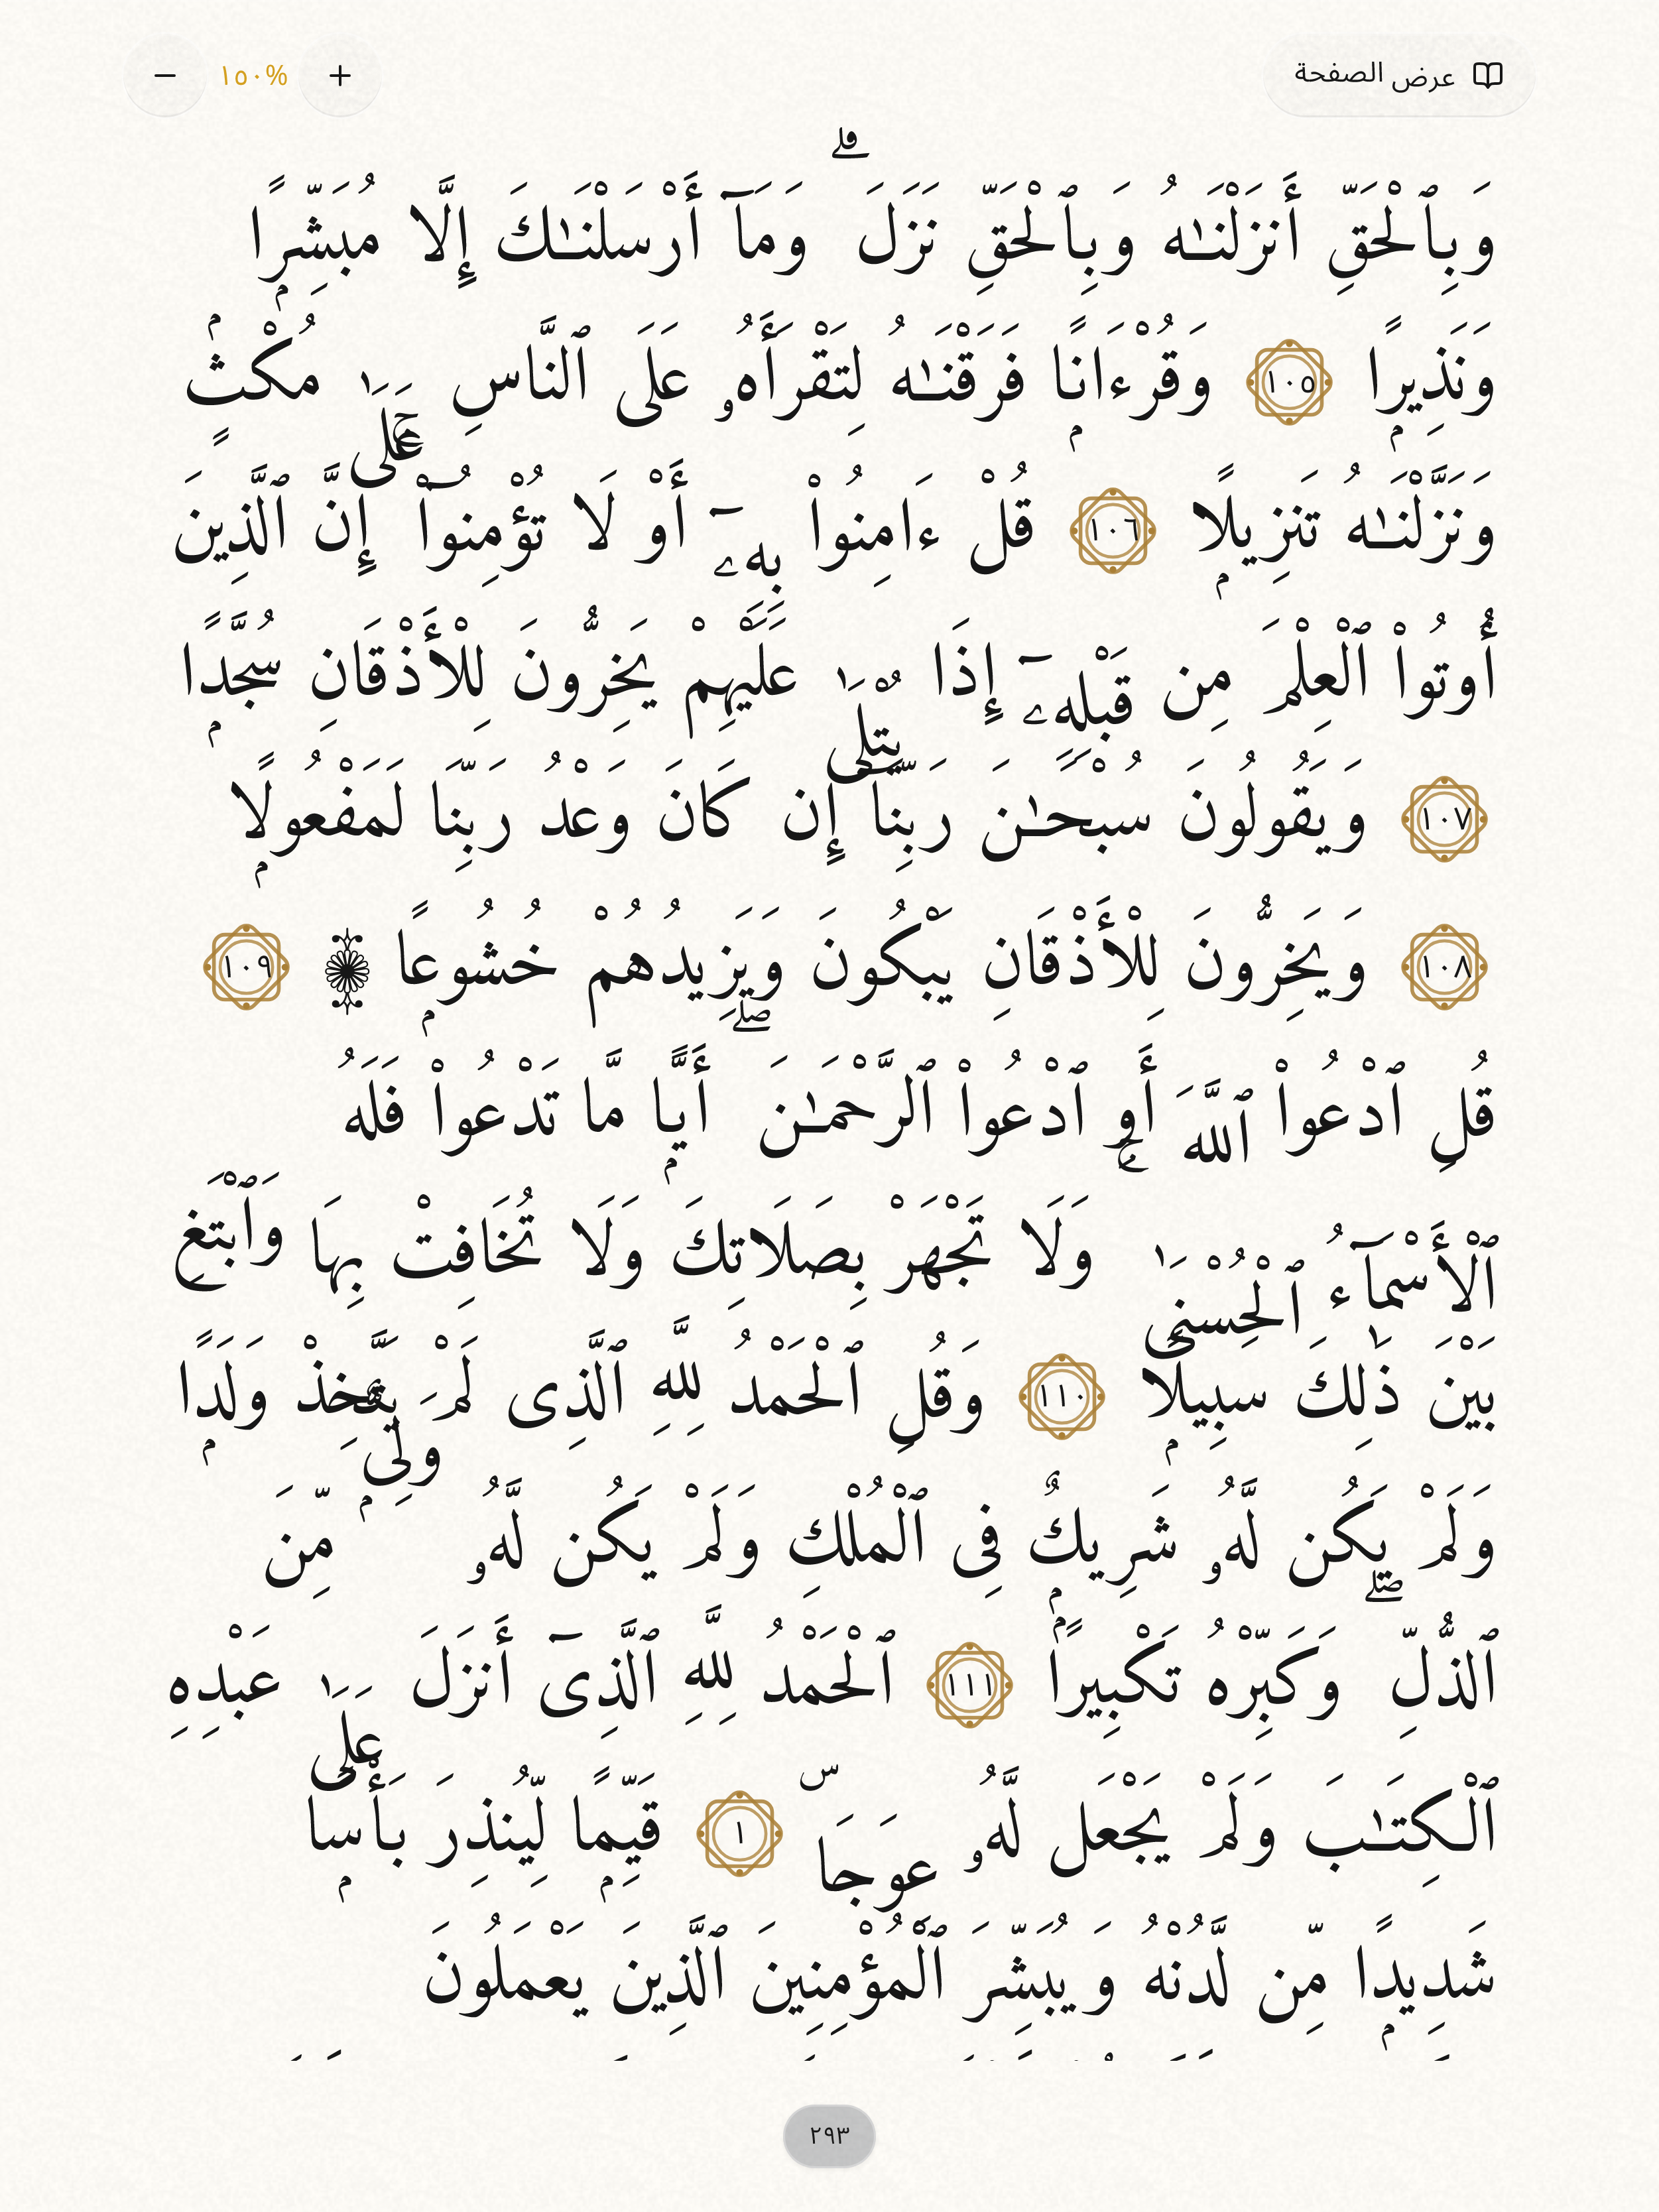 عرض الصفحة
+ ١٥٠% −
وَبِٱلْحَقِّ أَنزَلْنَـٰهُ وَبِٱلْحَقِّ نَزَلَ ۗ وَمَآ أَرْسَلْنَـٰكَ إِلَّا مُبَشِّرًۭا
وَنَذِيرًۭا ١٠٥ وَقُرْءَانًۭا فَرَقْنَـٰهُ لِتَقْرَأَهُۥ عَلَى ٱلنَّاسِ عَلَىٰ مُكْثٍۢ
وَنَزَّلْنَـٰهُ تَنزِيلًۭا ١٠٦ قُلْ ءَامِنُوا۟ بِهِۦٓ أَوْ لَا تُؤْمِنُوٓا۟ ۚ إِنَّ ٱلَّذِينَ
أُوتُوا۟ ٱلْعِلْمَ مِن قَبْلِهِۦٓ إِذَا يُتْلَىٰ عَلَيْهِمْ يَخِرُّونَ لِلْأَذْقَانِ سُجَّدًۭا
١٠٧ وَيَقُولُونَ سُبْحَـٰنَ رَبِّنَآ إِن كَانَ وَعْدُ رَبِّنَا لَمَفْعُولًۭا
١٠٨ وَيَخِرُّونَ لِلْأَذْقَانِ يَبْكُونَ وَيَزِيدُهُمْ خُشُوعًۭا ۩ ١٠٩
قُلِ ٱدْعُوا۟ ٱللَّهَ أَوِ ٱدْعُوا۟ ٱلرَّحْمَـٰنَ ۖ أَيًّۭا مَّا تَدْعُوا۟ فَلَهُ
ٱلْأَسْمَآءُ ٱلْحُسْنَىٰ ۚ وَلَا تَجْهَرْ بِصَلَاتِكَ وَلَا تُخَافِتْ بِهَا وَٱبْتَغِ
بَيْنَ ذَٰلِكَ سَبِيلًۭا ١١٠ وَقُلِ ٱلْحَمْدُ لِلَّهِ ٱلَّذِى لَمْ يَتَّخِذْ وَلَدًۭا
وَلَمْ يَكُن لَّهُۥ شَرِيكٌۭ فِى ٱلْمُلْكِ وَلَمْ يَكُن لَّهُۥ وَلِىٌّۭ مِّنَ
ٱلذُّلِّ ۖ وَكَبِّرْهُ تَكْبِيرًۢا ١١١ ٱلْحَمْدُ لِلَّهِ ٱلَّذِىٓ أَنزَلَ عَلَىٰ عَبْدِهِ
ٱلْكِتَـٰبَ وَلَمْ يَجْعَل لَّهُۥ عِوَجَا ۜ ١ قَيِّمًۭا لِّيُنذِرَ بَأْسًۭا
شَدِيدًۭا مِّن لَّدُنْهُ وَيُبَشِّرَ ٱلْمُؤْمِنِينَ ٱلَّذِينَ يَعْمَلُونَ
٢٩٣